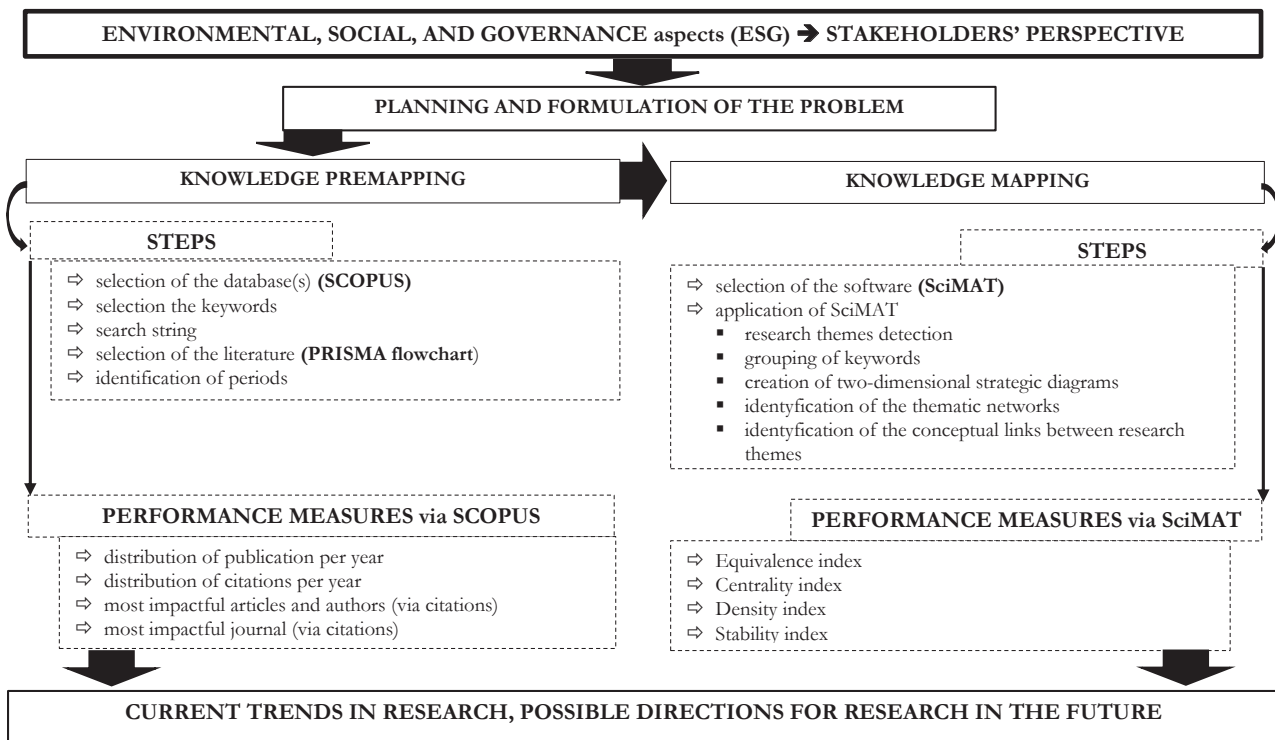 ENVIRONMENTAL, SOCIAL, AND GOVERNANCE aspects (ESG) ➔ STAKEHOLDERS’ PERSPECTIVE
PLANNING AND FORMULATION OF THE PROBLEM
KNOWLEDGE PREMAPPING
STEPS
⇨ selection of the database(s) (SCOPUS)
⇨ selection the keywords
⇨ search string
⇨ selection of the literature (PRISMA flowchart)
⇨ identification of periods
PERFORMANCE MEASURES via SCOPUS
⇨ distribution of publication per year
⇨ distribution of citations per year
⇨ most impactful articles and authors (via citations)
⇨ most impactful journal (via citations)
KNOWLEDGE MAPPING
STEPS
⇨ selection of the software (SciMAT)
⇨ application of SciMAT
▪ research themes detection
▪ grouping of keywords
▪ creation of two-dimensional strategic diagrams
▪ identyfication of the thematic networks
▪ identyfication of the conceptual links between research
themes
PERFORMANCE MEASURES via SciMAT
⇨ Equivalence index
⇨ Centrality index
⇨ Density index
⇨ Stability index
CURRENT TRENDS IN RESEARCH, POSSIBLE DIRECTIONS FOR RESEARCH IN THE FUTURE